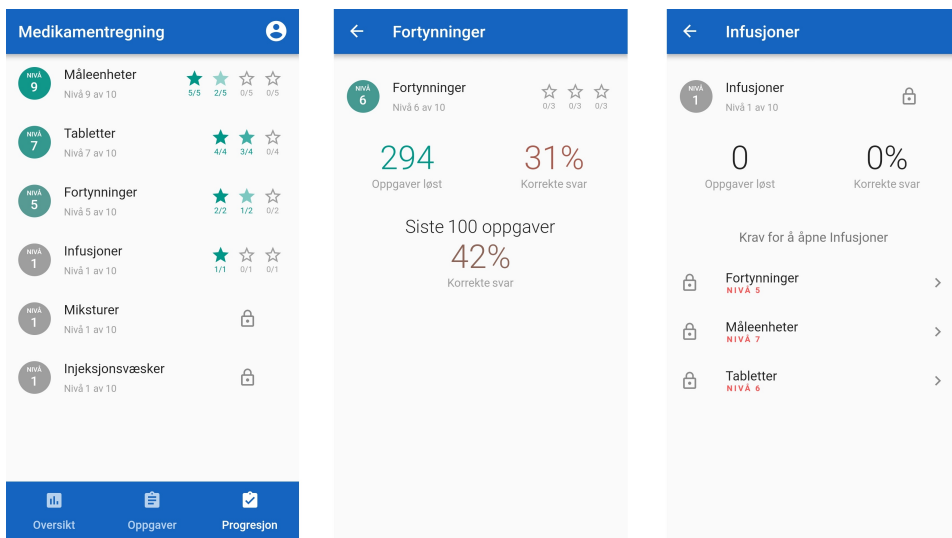 Medikamentregning
NIVÅ
9
Måleenheter
Nivå 9 av 10
5/5 2/5 0/5 0/5
NIVÅ
7
Tabletter
Nivå 7 av 10
4/4 3/4 0/4
NIVÅ
5
Fortynninger
Nivå 5 av 10
2/2 1/2 0/2
NIVÅ
1
Infusjoner
Nivå 1 av 10
1/1 0/1 0/1
NIVÅ
1
Miksturer
Nivå 1 av 10
NIVÅ
1
Injeksjonsvæsker
Nivå 1 av 10
Oversikt Oppgaver Progresjon
Fortynninger
NIVÅ
6
Fortynninger
Nivå 6 av 10
0/3 0/3 0/3
294 31%
Oppgaver løst Korrekte svar
Siste 100 oppgaver
42%
Korrekte svar
Infusjoner
NIVÅ
1
Infusjoner
Nivå 1 av 10
0 0%
Oppgaver løst Korrekte svar
Krav for å åpne Infusjoner
Fortynninger
NIVÅ 5
Måleenheter
NIVÅ 7
Tabletter
NIVÅ 6